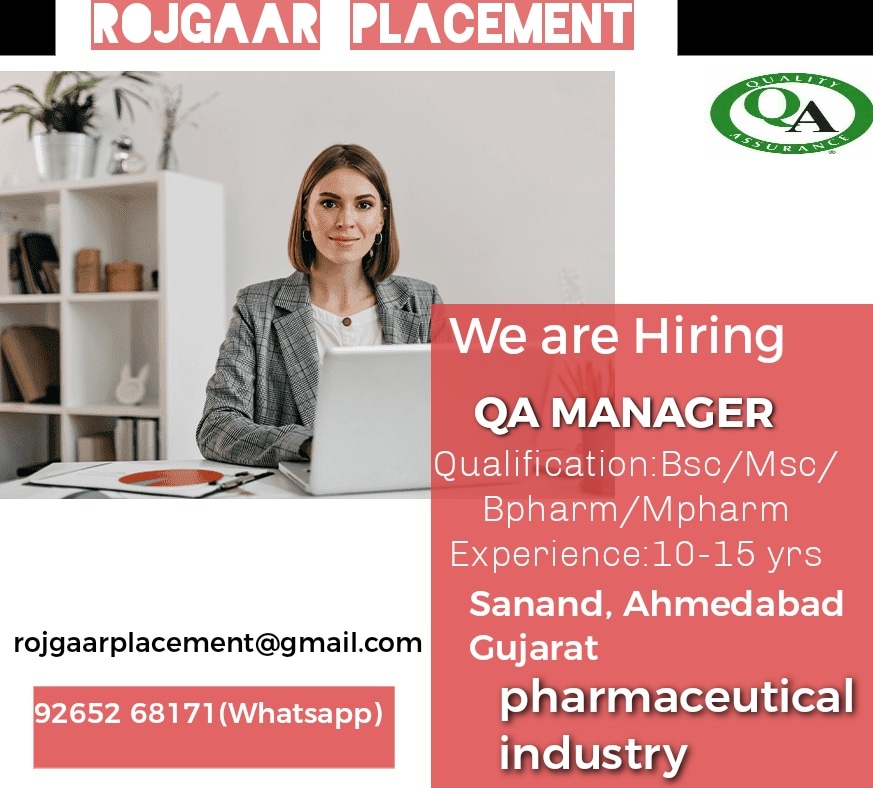 ROJGAAR PLACEMENT
QUALITY
QA
ASSURANCE
We are Hiring
QA MANAGER
Qualification:Bsc/Msc/
Bpharm/Mpharm
Experience:10-15 yrs
Sanand, Ahmedabad
Gujarat
pharmaceutical
industry
rojgaarplacement@gmail.com
92652 68171(Whatsapp)